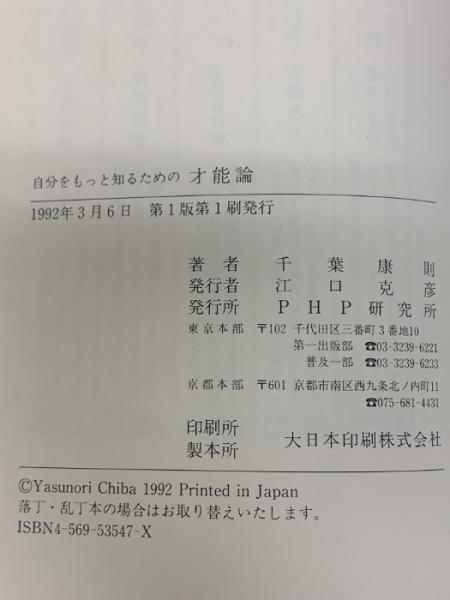 自分をもっと知るための 才能論
1992年3月6日 第1版第1刷発行
著者 千葉康則
発行者 江口克彦
発行所 PHP研究所
東京本部 〒102 千代田区三番町3番地10
第一出版部 ☎03-3239-6221
普及一部 ☎03-3239-6233
京都本部 〒601 京都市南区西九条北ノ内町11
☎075-681-4431
印刷所
製本所 大日本印刷株式会社
©Yasunori Chiba 1992 Printed in Japan
落丁・乱丁本の場合はお取り替えいたします。
ISBN4-569-53547-X